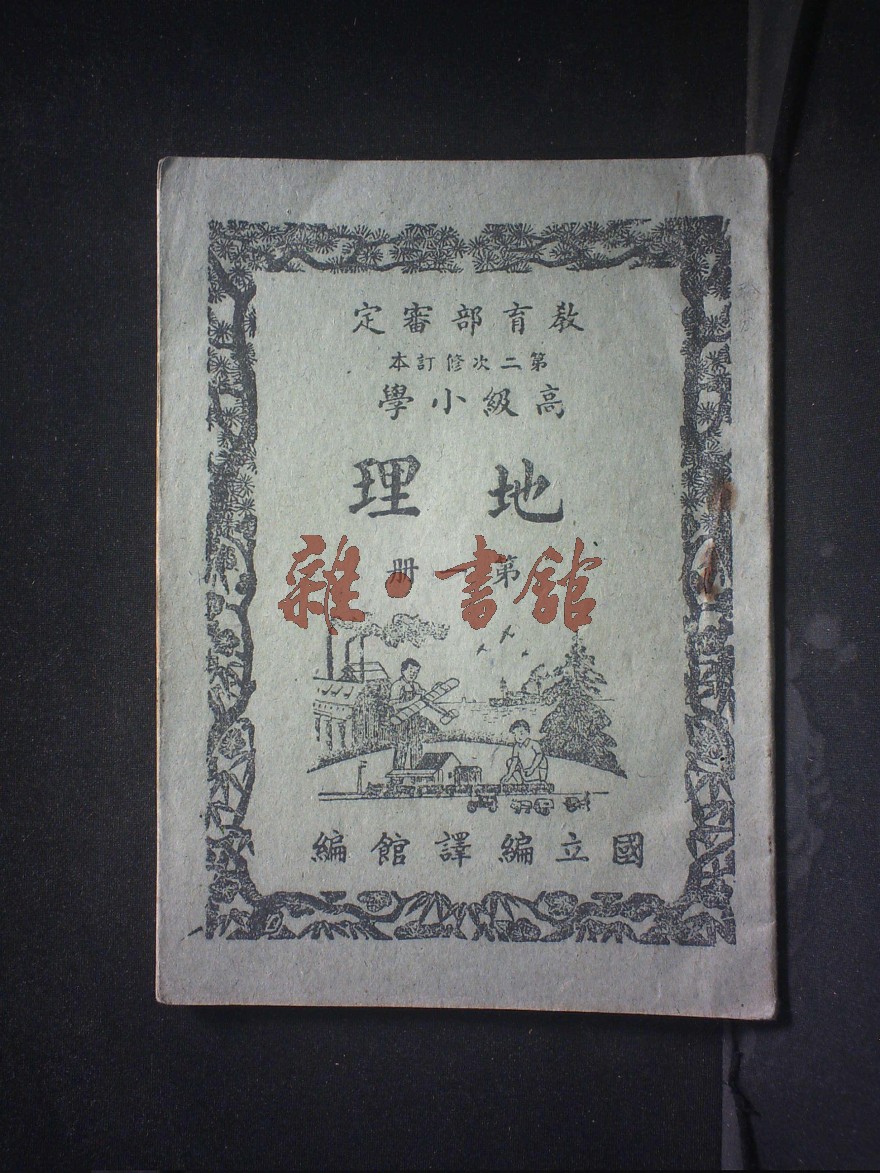 教育部審定
第二次修訂本
高級小學
地理
第 册
雜·書館
國立編譯館編